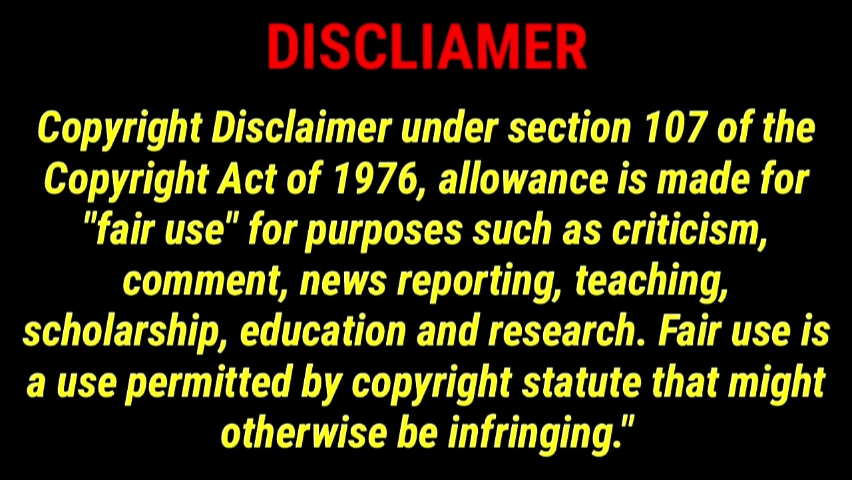 DISCLIAMER
Copyright Disclaimer under section 107 of the
Copyright Act of 1976, allowance is made for
"fair use" for purposes such as criticism,
comment, news reporting, teaching,
scholarship, education and research. Fair use is
a use permitted by copyright statute that might
otherwise be infringing."